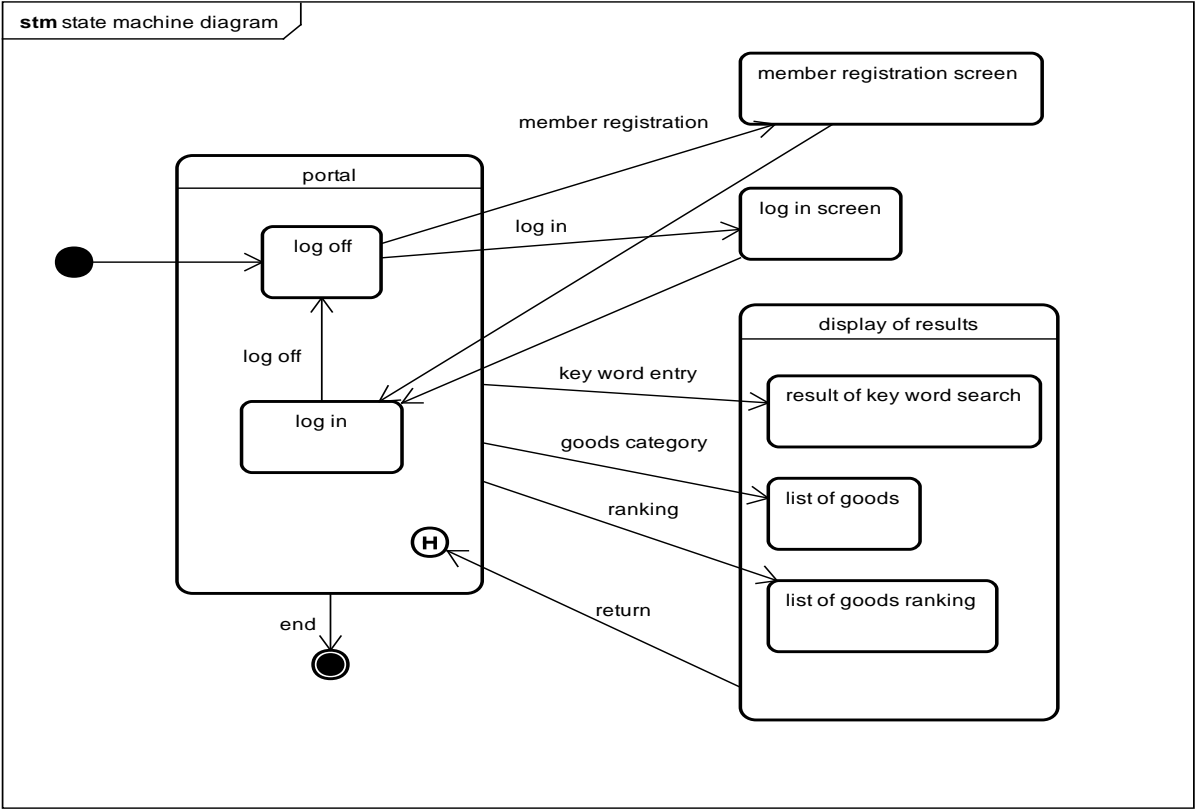 stm state machine diagram
member registration screen
member registration
portal
log in screen
log in
log off
display of results
log off
key word entry
result of key word search
log in
goods category
list of goods
ranking
H
list of goods ranking
return
end